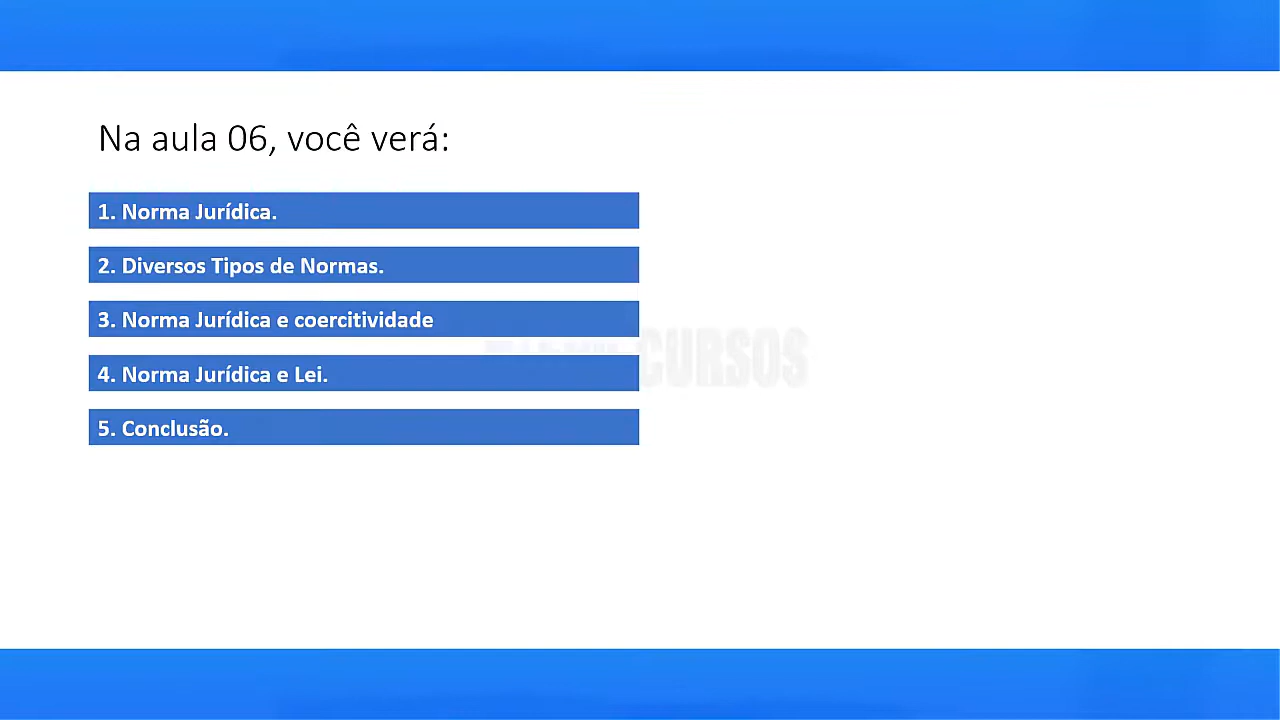 Na aula 06, você verá:
1. Norma Jurídica.
2. Diversos Tipos de Normas.
3. Norma Jurídica e coercitividade
CURSOS
4. Norma Jurídica e Lei.
5. Conclusão.